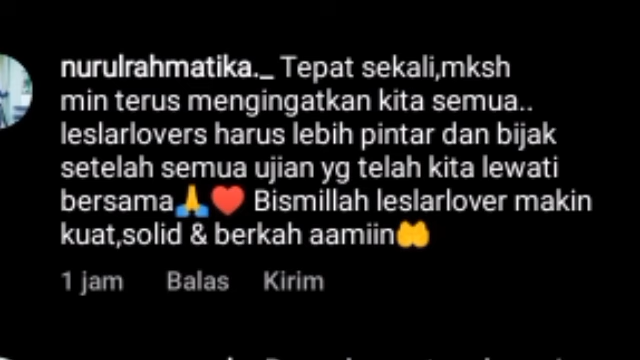 nurulrahmatika._ Tepat sekali,mksh
min terus mengingatkan kita semua..
leslarlovers harus lebih pintar dan bijak
setelah semua ujian yg telah kita lewati
bersama🙏❤️ Bismillah leslarlover makin
kuat,solid & berkah aamiin🤲
1 jam Balas Kirim